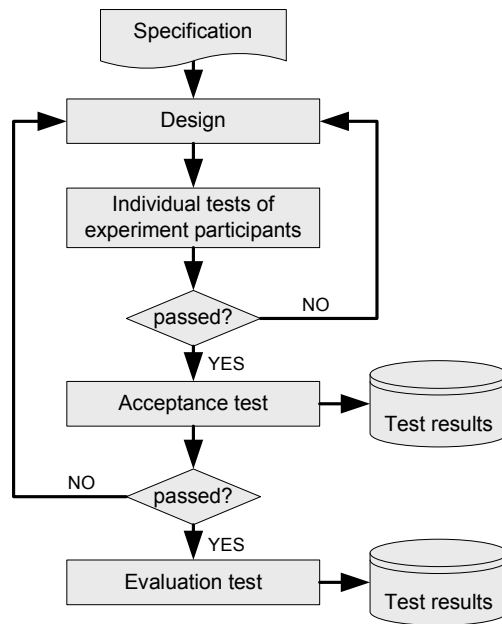 Specification
Design
Individual tests of
experiment participants
passed?
NO
YES
Acceptance test
Test results
NO
passed?
YES
Evaluation test
Test results